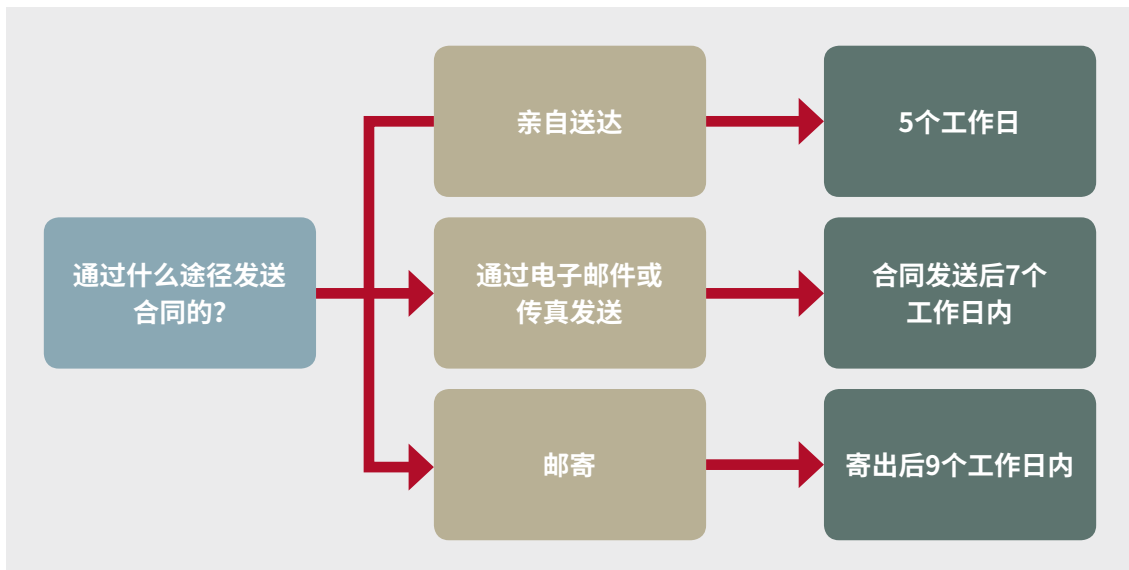 通过什么途径发送
合同的？
亲自送达
5个工作日
通过电子邮件或
传真发送
合同发送后7个
工作日内
邮寄
寄出后9个工作日内